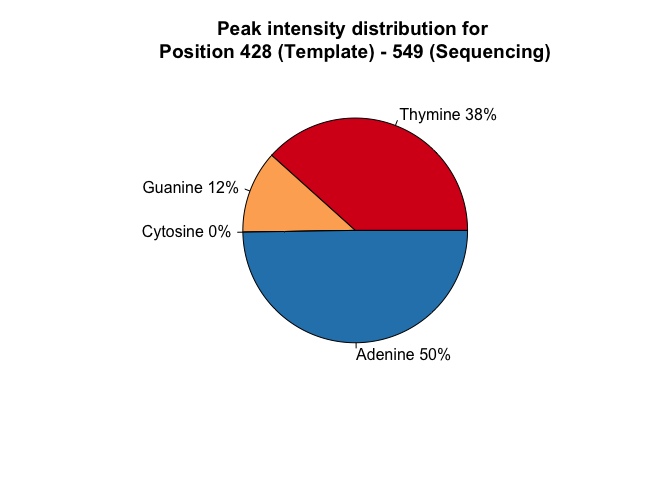 Peak intensity distribution for
Position 428 (Template) - 549 (Sequencing)
Thymine 38%
Guanine 12%
Cytosine 0%
Adenine 50%